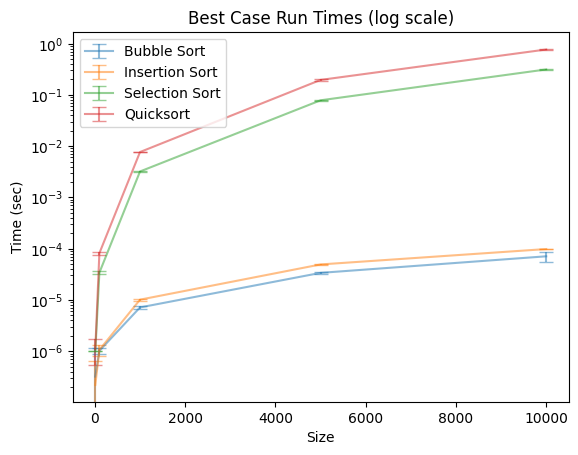 Best Case Run Times (log scale)
Bubble Sort
Insertion Sort
Selection Sort
Quicksort
Time (sec)
10⁰
10⁻¹
10⁻²
10⁻³
10⁻⁴
10⁻⁵
10⁻⁶
0 2000 4000 6000 8000 10000
Size